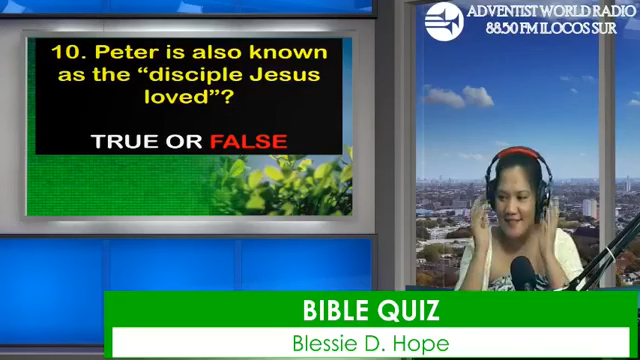 ADVENTIST WORLD RADIO
88.50 FM ILOCOS SUR
10. Peter is also known
as the “disciple Jesus
loved”?
TRUE OR FALSE
BIBLE QUIZ
Blessie D. Hope